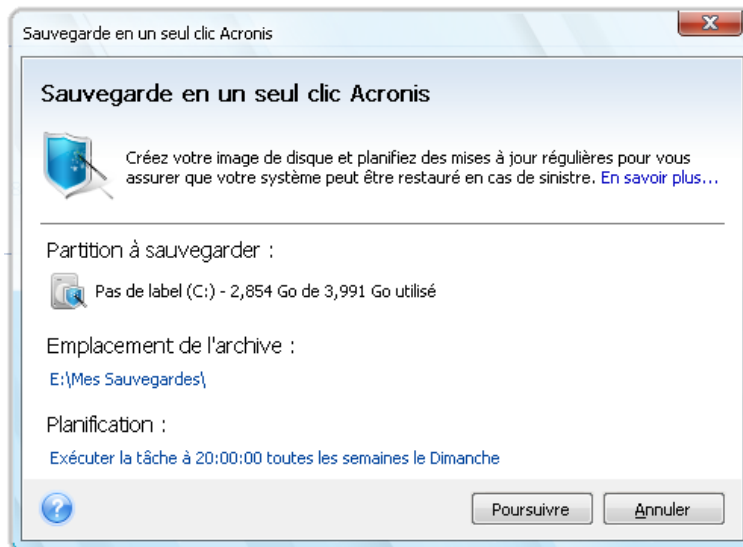 Sauvegarde en un seul clic Acronis
Sauvegarde en un seul clic Acronis
Créez votre image de disque et planifiez des mises à jour régulières pour vous
assurer que votre système peut être restauré en cas de sinistre. En savoir plus...
Partition à sauvegarder :
Pas de label (C:) - 2,854 Go de 3,991 Go utilisé
Emplacement de l'archive :
E:\Mes Sauvegardes\
Planification :
Exécuter la tâche à 20:00:00 toutes les semaines le Dimanche
Poursuivre
Annuler